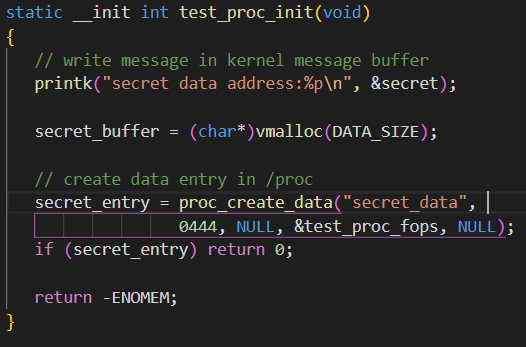 static __init int test_proc_init(void)
{
// write message in kernel message buffer
printk("secret data address:%p\n", &secret);
secret_buffer = (char*)vmalloc(DATA_SIZE);
// create data entry in /proc
secret_entry = proc_create_data("secret_data",
0444, NULL, &test_proc_fops, NULL);
if (secret_entry) return 0;
return -ENOMEM;
}